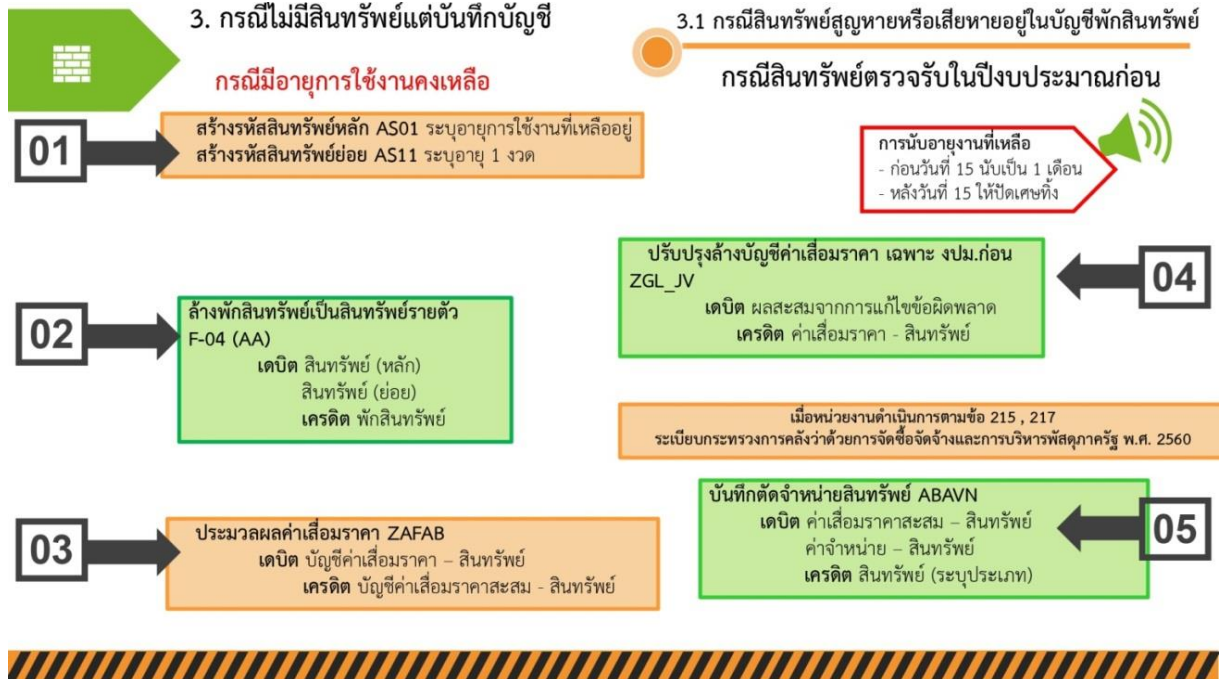 3. กรณีไม่มีสินทรัพย์แต่บันทึกบัญชี
กรณีมีอายุการใช้งานคงเหลือ
3.1 กรณีสินทรัพย์สูญหายหรือเสียหายอยู่ในบัญชีพักสินทรัพย์
กรณีสินทรัพย์ตรวจรับในปีงบประมาณก่อน
01
สร้างรหัสสินทรัพย์หลัก AS01 ระบุอายุการใช้งานที่เหลืออยู่
สร้างรหัสสินทรัพย์ย่อย AS11 ระบุอายุ 1 งวด
การนับอายุงานที่เหลือ
- ก่อนวันที่ 15 นับเป็น 1 เดือน
- หลังวันที่ 15 ให้ปัดเศษทิ้ง
02
ล้างพักสินทรัพย์เป็นสินทรัพย์รายตัว
F-04 (AA)
เดบิต สินทรัพย์ (หลัก)
สินทรัพย์ (ย่อย)
เครดิต พักสินทรัพย์
03
ประมวลผลค่าเสื่อมราคา ZAFAB
เดบิต บัญชีค่าเสื่อมราคา – สินทรัพย์
เครดิต บัญชีค่าเสื่อมราคาสะสม - สินทรัพย์
04
ปรับปรุงล้างบัญชีค่าเสื่อมราคา เฉพาะ งปม.ก่อน
ZGL_JV
เดบิต ผลสะสมจากการแก้ไขข้อผิดพลาด
เครดิต ค่าเสื่อมราคา - สินทรัพย์
เมื่อหน่วยงานดำเนินการตามข้อ 215 , 217
ระเบียบกระทรวงการคลังว่าด้วยการจัดซื้อจัดจ้างและการบริหารพัสดุภาครัฐ พ.ศ. 2560
05
บันทึกตัดจำหน่ายสินทรัพย์ ABAVN
เดบิต ค่าเสื่อมราคาสะสม – สินทรัพย์
ค่าจำหน่าย – สินทรัพย์
เครดิต สินทรัพย์ (ระบุประเภท)